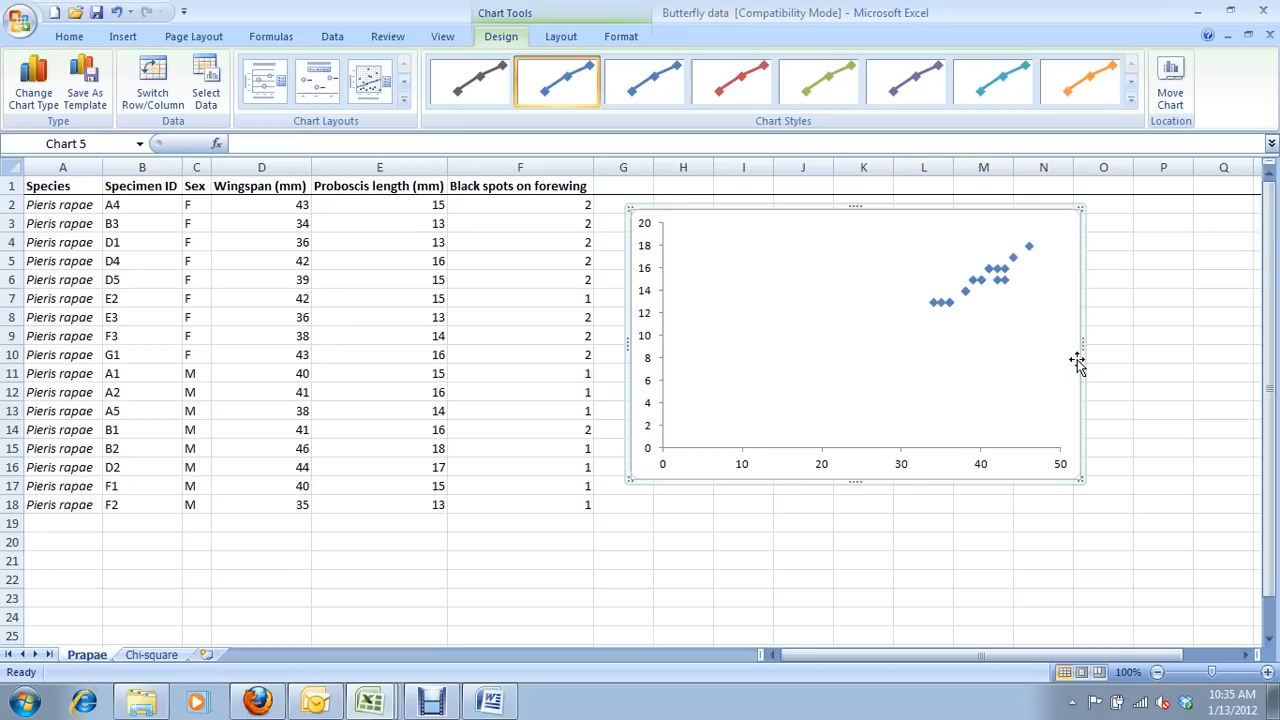 Chart Tools
Butterfly data  [Compatibility Mode] - Microsoft Excel
Home Insert Page Layout Formulas Data Review View Design Layout Format
Change Chart Type Save As Template Switch Row/Column Select Data Move Chart
Type Data Chart Layouts Chart Styles Location
Chart 5 fx
A B C D E F G H I J K L M N O P Q
1 Species Specimen ID Sex Wingspan (mm) Proboscis length (mm) Black spots on forewing
2 Pieris rapae A4 F 43 15 2
3 Pieris rapae B3 F 34 13 2
4 Pieris rapae D1 F 36 13 2
5 Pieris rapae D4 F 42 16 2
6 Pieris rapae D5 F 39 15 2
7 Pieris rapae E2 F 42 15 1
8 Pieris rapae E3 F 36 13 2
9 Pieris rapae F3 F 38 14 2
10 Pieris rapae G1 F 43 16 2
11 Pieris rapae A1 M 40 15 1
12 Pieris rapae A2 M 41 16 1
13 Pieris rapae A5 M 38 14 1
14 Pieris rapae B1 M 41 16 2
15 Pieris rapae B2 M 46 18 1
16 Pieris rapae D2 M 44 17 1
17 Pieris rapae F1 M 40 15 1
18 Pieris rapae F2 M 35 13 1
19
20
21
22
23
24
25
20
18
16
14
12
10
8
6
4
2
0
0 10 20 30 40 50
Prapae Chi-square
Ready 100%
10:35 AM
1/13/2012